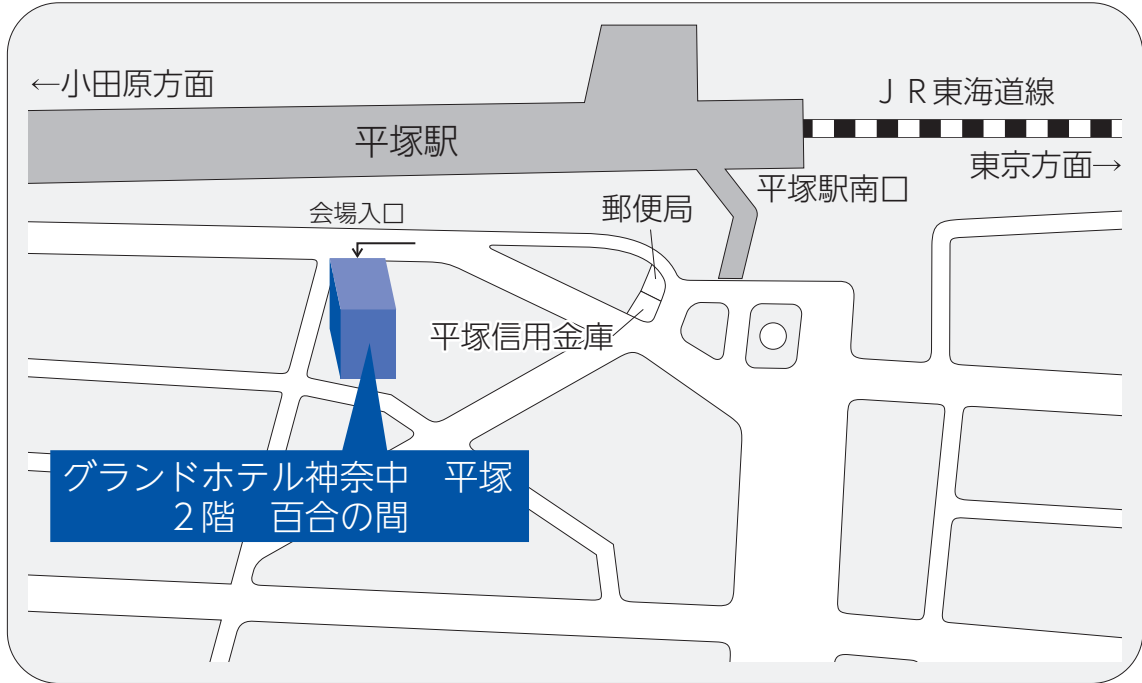 ←小田原方面
ＪＲ東海道線
平塚駅
東京方面→
平塚駅南口
郵便局
会場入口
平塚信用金庫
グランドホテル神奈中　平塚
２階　百合の間